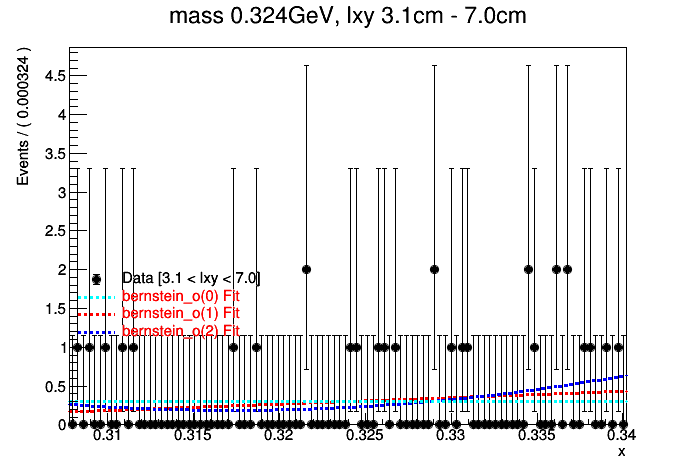 mass 0.324GeV, lxy 3.1cm - 7.0cm
Events / ( 0.000324 )
4.5
4
3.5
3
2.5
2
1.5
1
0.5
0
Data [3.1 < lxy < 7.0]
bernstein_o(0) Fit
bernstein_o(1) Fit
bernstein_o(2) Fit
0.31 0.315 0.32 0.325 0.33 0.335 0.34
x